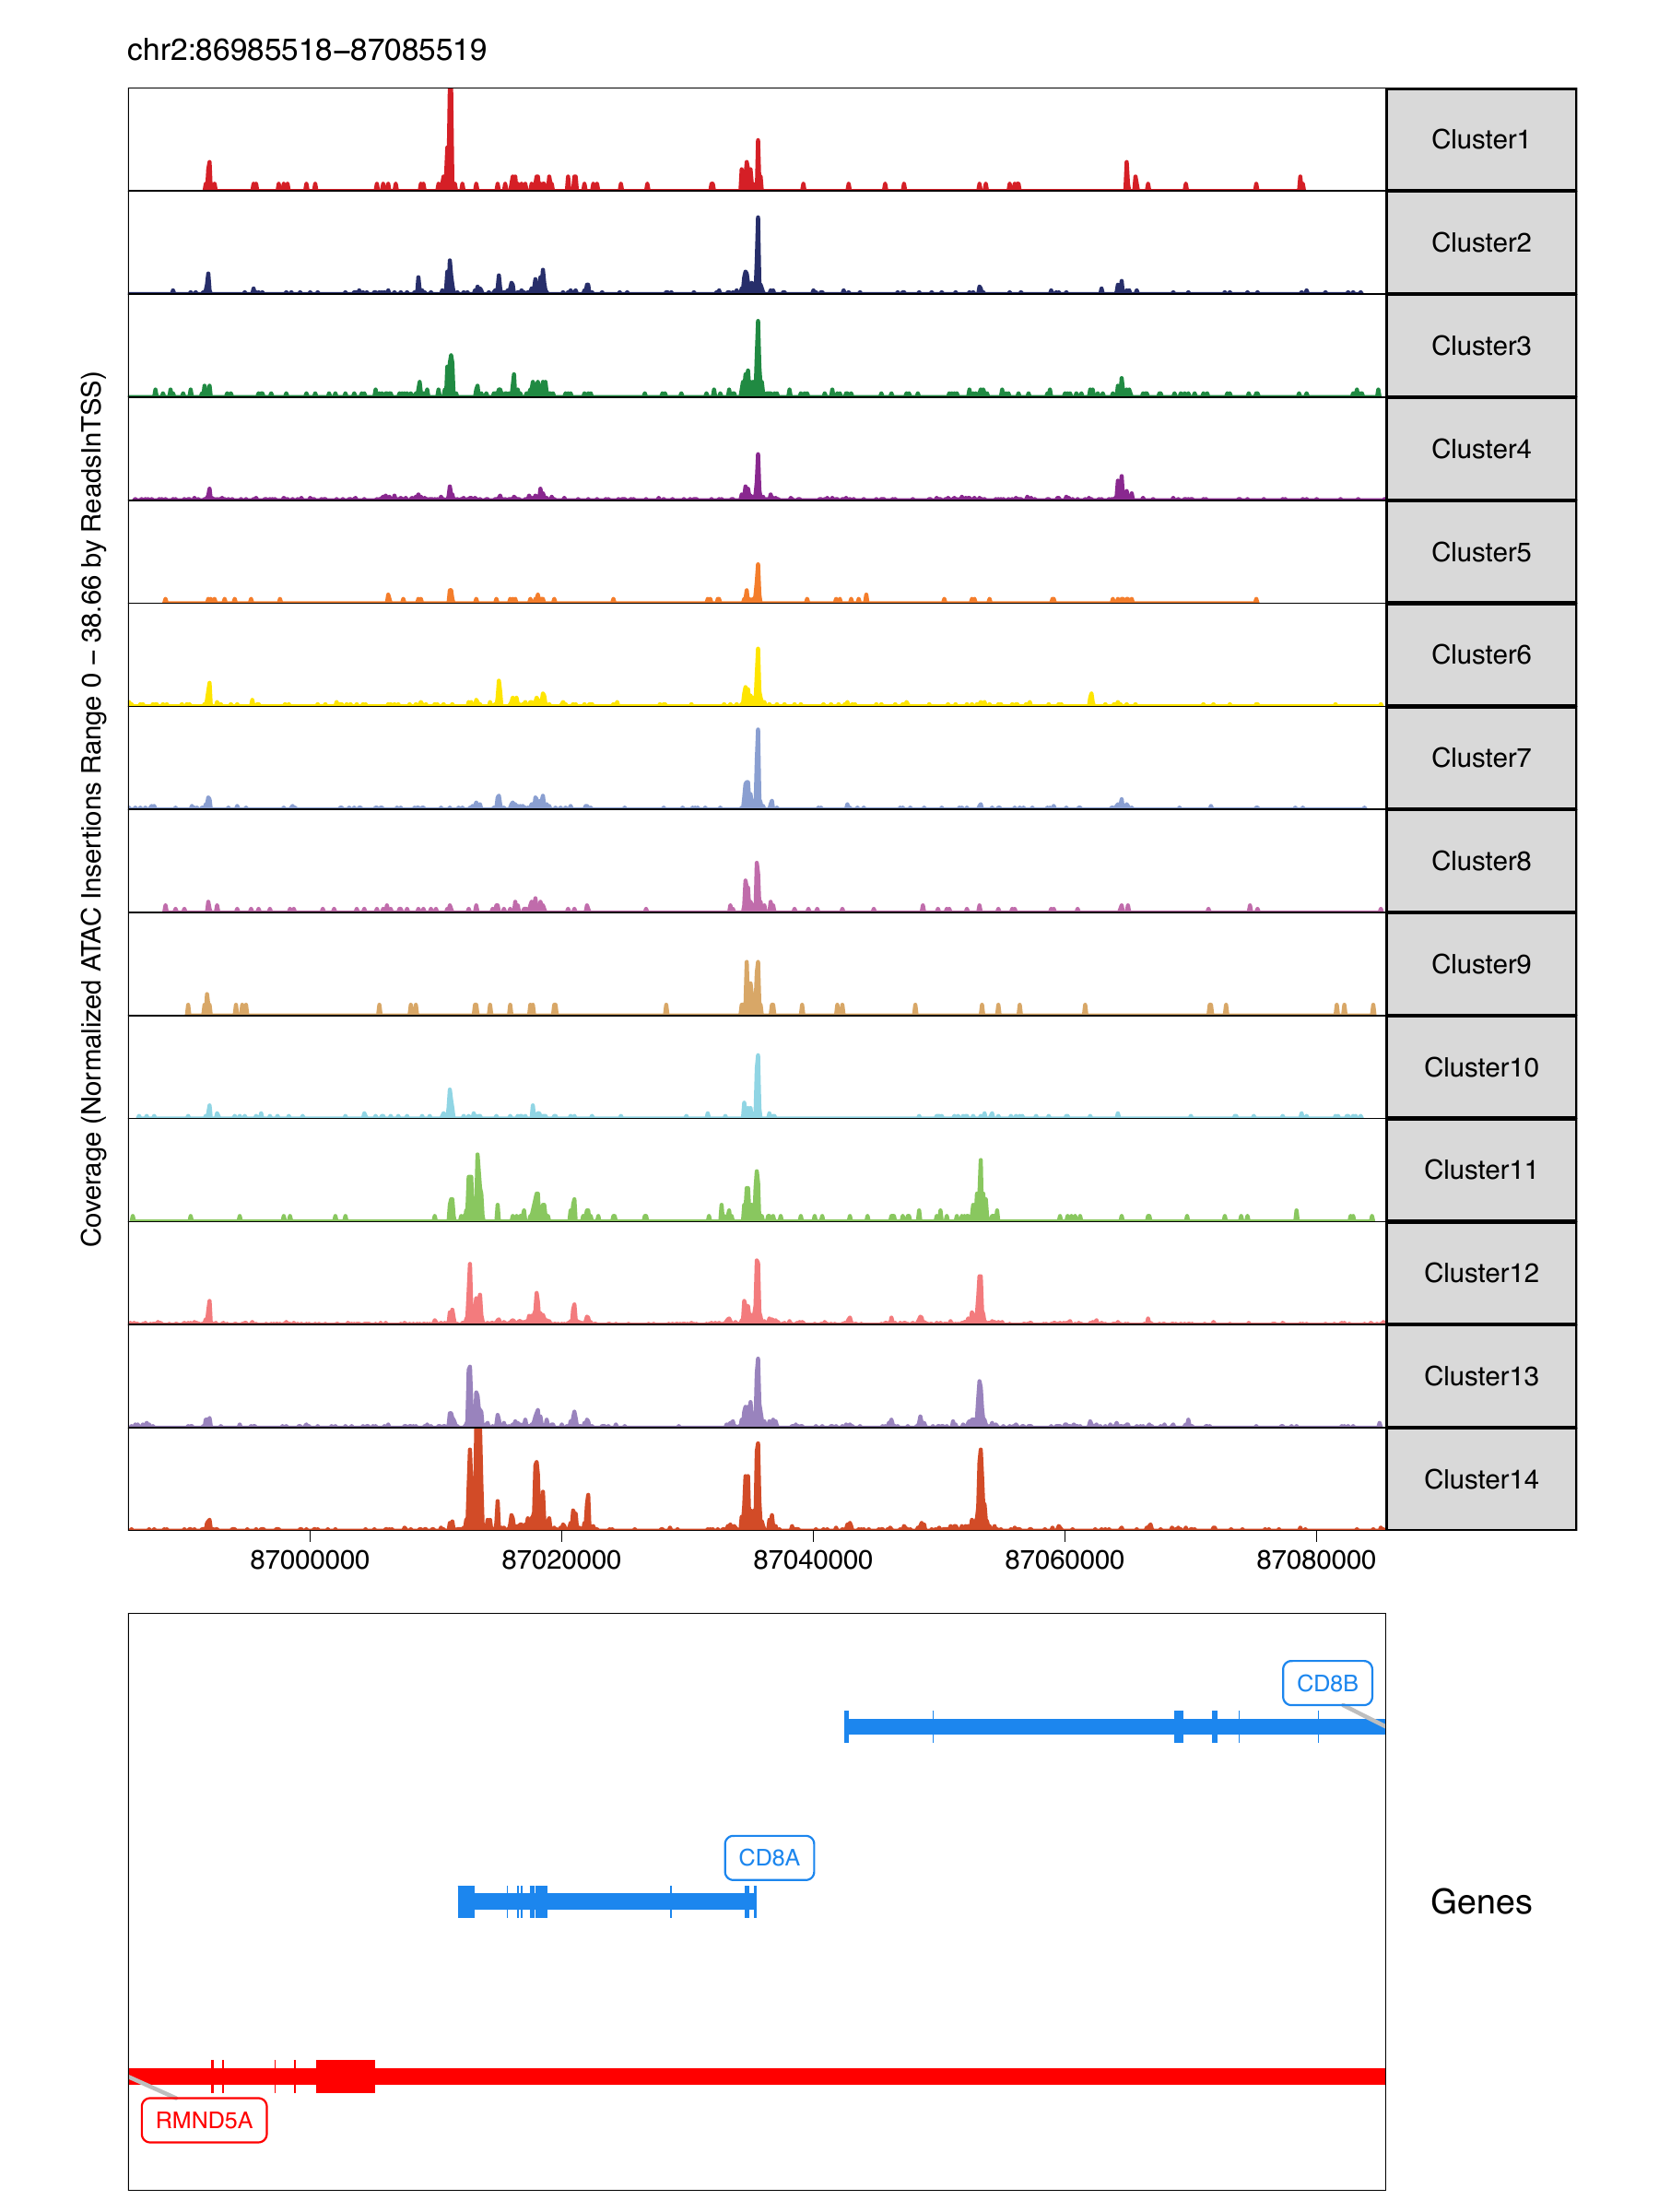 chr2:86985518–87085519
Coverage (Normalized ATAC Insertions Range 0 – 38.66 by ReadsInTSS)
Cluster1
Cluster2
Cluster3
Cluster4
Cluster5
Cluster6
Cluster7
Cluster8
Cluster9
Cluster10
Cluster11
Cluster12
Cluster13
Cluster14
87000000 87020000 87040000 87060000 87080000
CD8B
CD8A
Genes
RMND5A